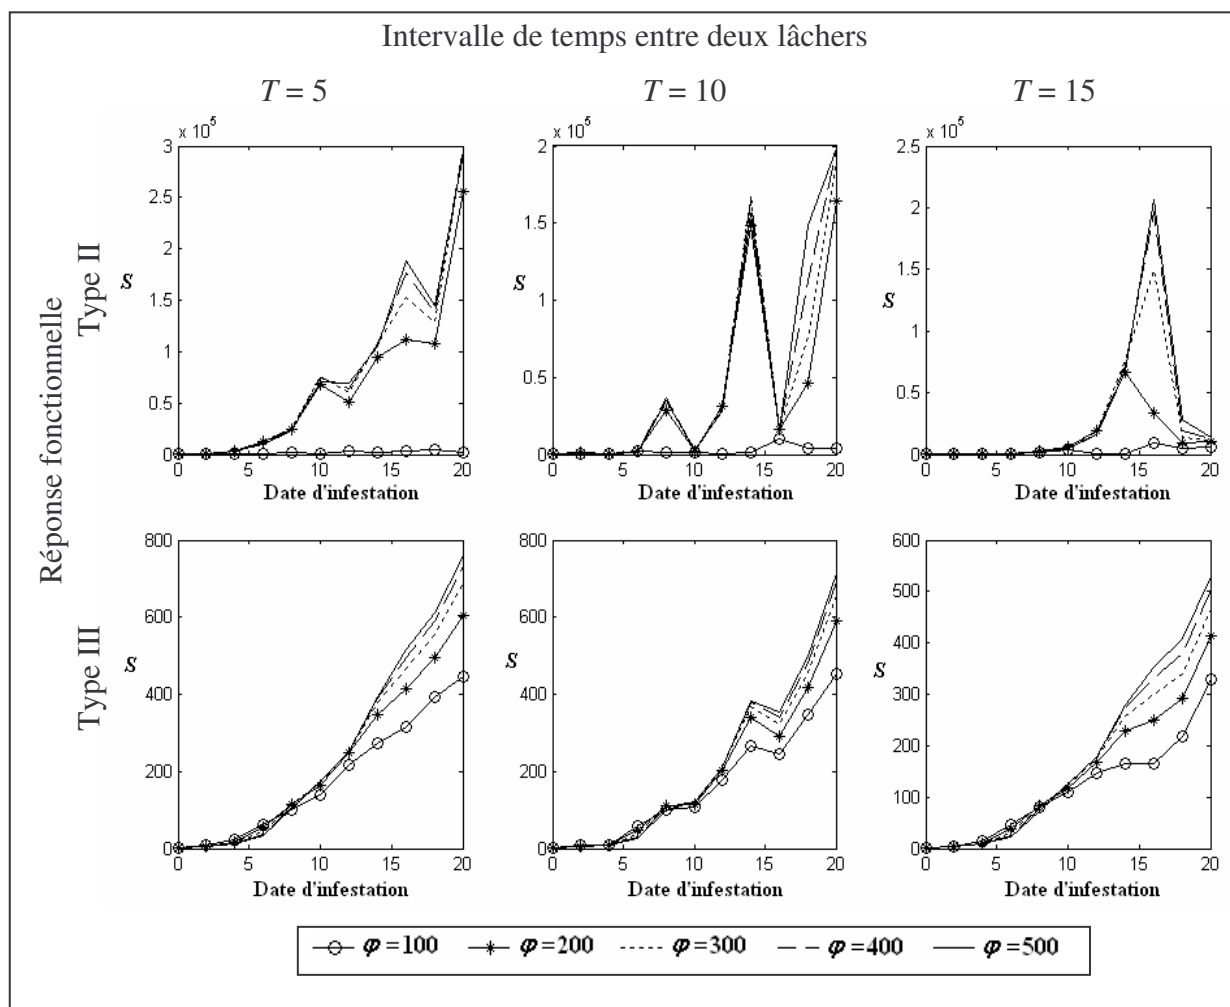 Intervalle de temps entre deux lâchers
T = 5 T = 10 T = 15
Réponse fonctionnelle
Type II
x 10^5
3
2.5
2
1.5
1
0.5
0
S
0 5 10 15 20
Date d'infestation
x 10^5
2
1.5
1
0.5
0
S
0 5 10 15 20
Date d'infestation
2.5 x 10^5
2
1.5
1
0.5
0
S
0 5 10 15 20
Date d'infestation
Type III
800
600
400
200
0
S
0 5 10 15 20
Date d'infestation
800
600
400
200
0
S
0 5 10 15 20
Date d'infestation
600
500
400
300
200
100
0
S
0 5 10 15 20
Date d'infestation
φ=100 φ=200 φ=300 φ=400 φ=500